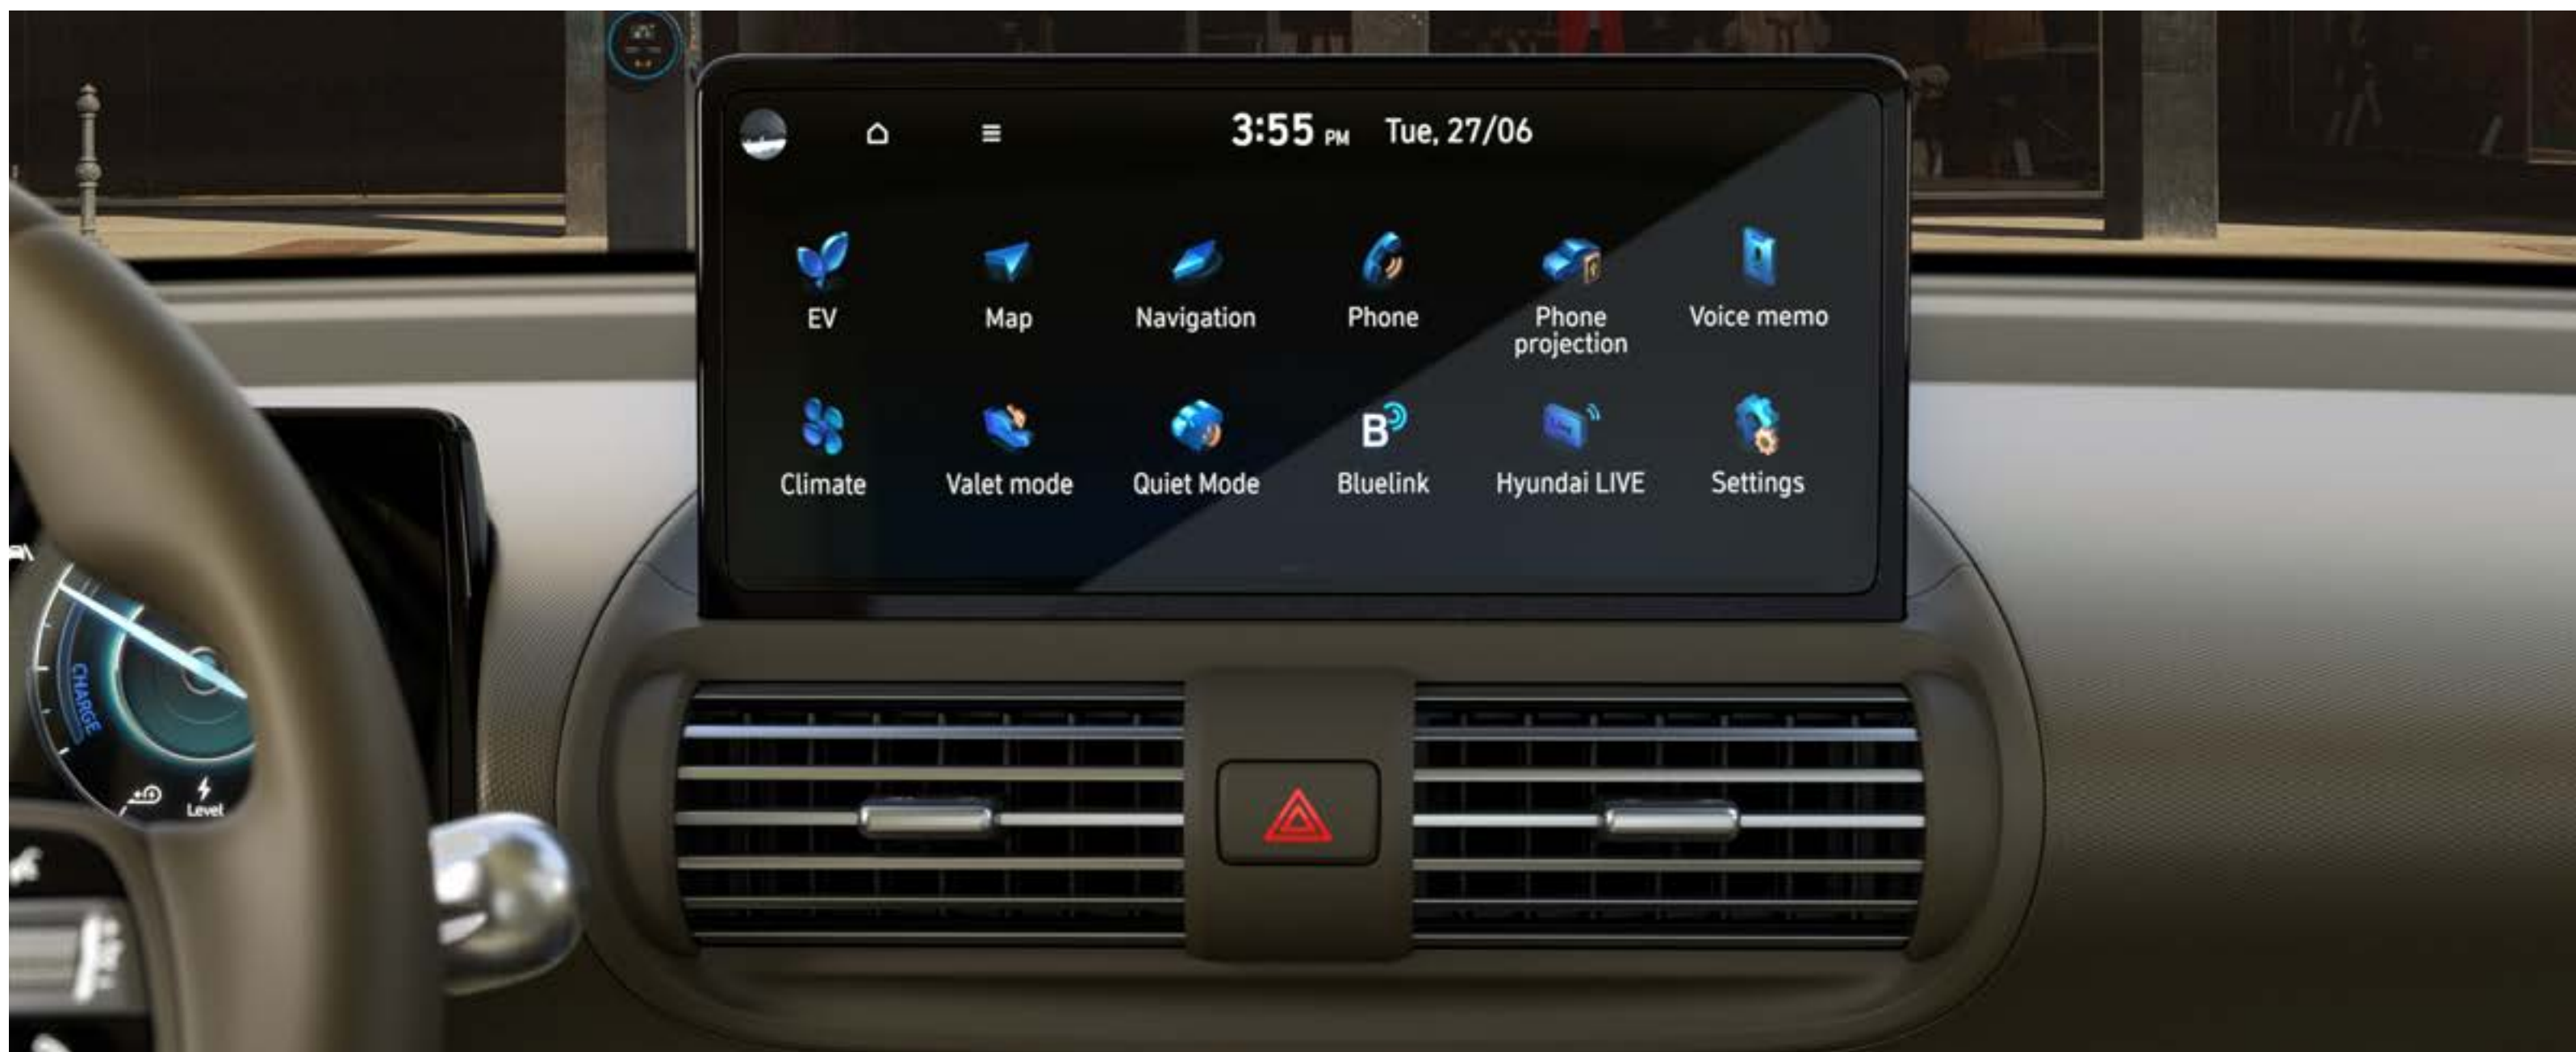 3:55 PM Tue, 27/06
EV
Map
Navigation
Phone
Phone
projection
Voice memo
Climate
Valet mode
Quiet Mode
B
Bluelink
Hyundai LIVE
Settings
CHARGE
Level